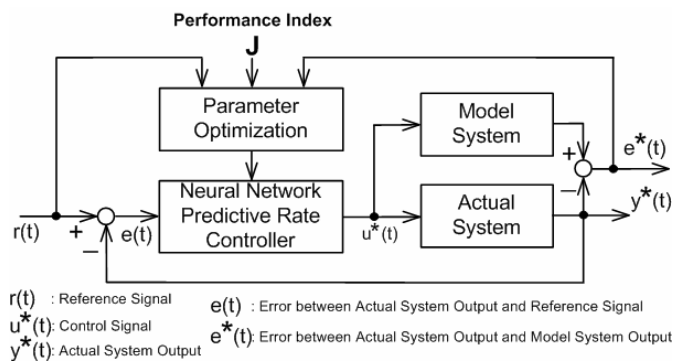 Performance Index
J
Parameter
Optimization
Model
System
+
e*(t)
−
Neural Network
Predictive Rate
Controller
Actual
System
y*(t)
r(t)
+
−
e(t)
u*(t)
r(t) : Reference Signal
e(t) : Error between Actual System Output and Reference Signal
u*(t): Control Signal
e*(t): Error between Actual System Output and Model System Output
y*(t): Actual System Output